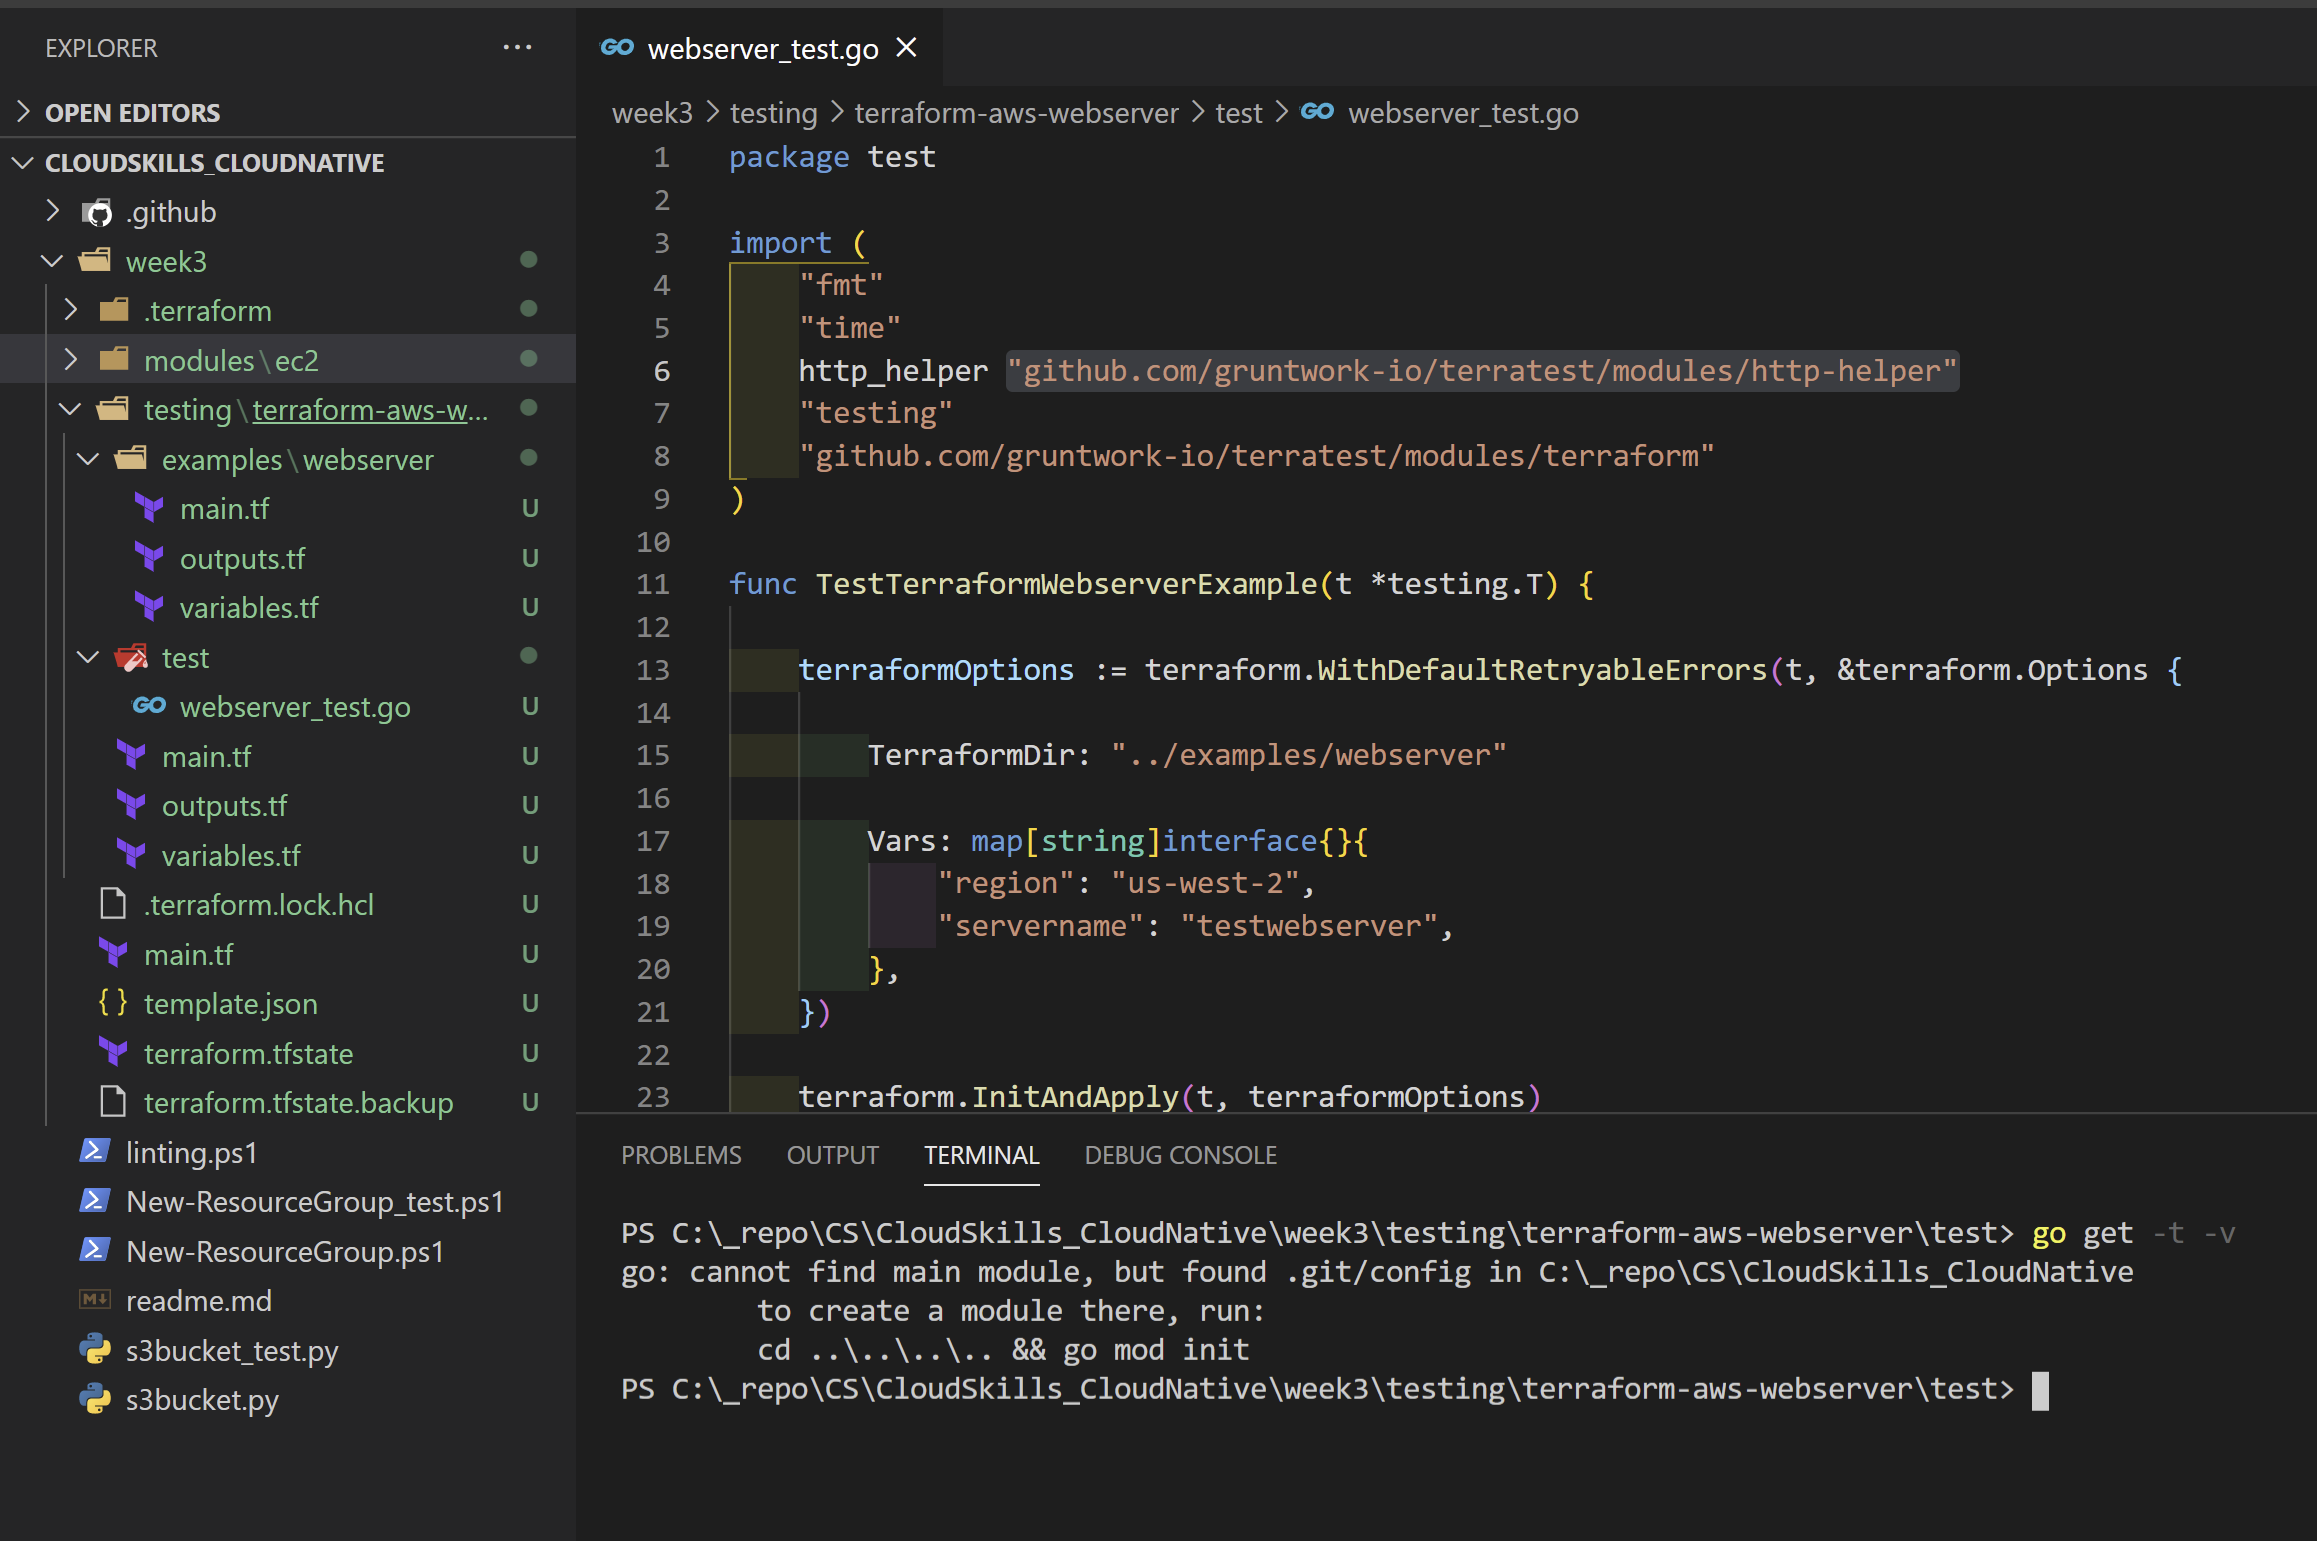 EXPLORER
OPEN EDITORS
CLOUDSKILLS_CLOUDNATIVE
.github
week3
.terraform
modules\ec2
testing\terraform-aws-w...
examples\webserver
main.tf U
outputs.tf U
variables.tf U
test
GO webserver_test.go U
main.tf U
outputs.tf U
variables.tf U
.terraform.lock.hcl U
main.tf U
{} template.json U
terraform.tfstate U
terraform.tfstate.backup U
linting.ps1
New-ResourceGroup_test.ps1
New-ResourceGroup.ps1
M readme.md
s3bucket_test.py
s3bucket.py
GO webserver_test.go
week3 > testing > terraform-aws-webserver > test > GO webserver_test.go
1 package test
2
3 import (
4 "fmt"
5 "time"
6 http_helper "github.com/gruntwork-io/terratest/modules/http-helper"
7 "testing"
8 "github.com/gruntwork-io/terratest/modules/terraform"
9 )
10
11 func TestTerraformWebserverExample(t *testing.T) {
12
13 terraformOptions := terraform.WithDefaultRetryableErrors(t, &terraform.Options {
14
15 TerraformDir: "../examples/webserver"
16
17 Vars: map[string]interface{}{
18 "region": "us-west-2",
19 "servername": "testwebserver",
20 },
21 })
22
23 terraform.InitAndApply(t, terraformOptions)
PROBLEMS OUTPUT TERMINAL DEBUG CONSOLE
PS C:\_repo\CS\CloudSkills_CloudNative\week3\testing\terraform-aws-webserver\test> go get -t -v
go: cannot find main module, but found .git/config in C:\_repo\CS\CloudSkills_CloudNative
to create a module there, run:
cd ..\..\..\.. && go mod init
PS C:\_repo\CS\CloudSkills_CloudNative\week3\testing\terraform-aws-webserver\test>